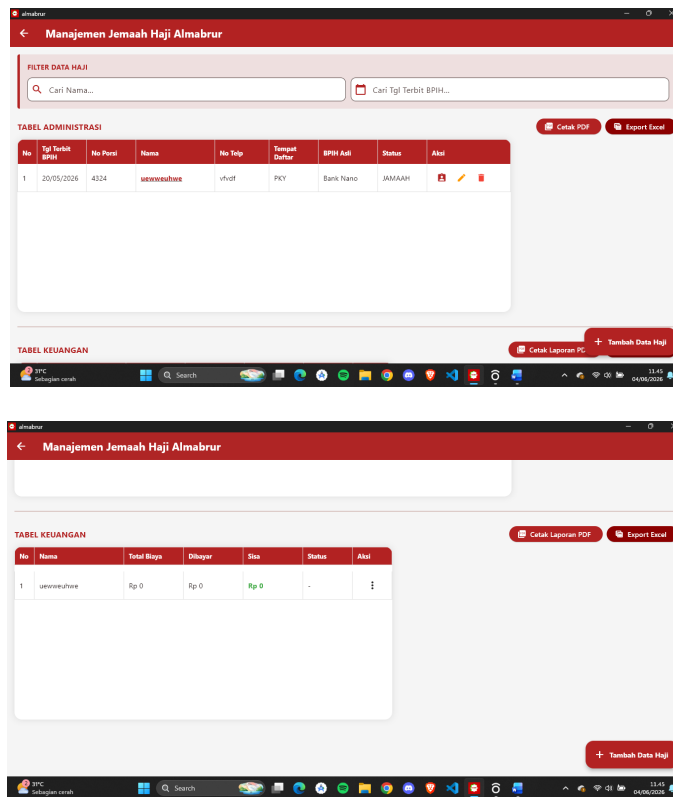 almabrur
Manajemen Jemaah Haji Almabrur
FILTER DATA HAJI
Cari Nama...
Cari Tgl Terbit BPIH...
TABEL ADMINISTRASI
Cetak PDF
Export Excel
No Tgl Terbit BPIH No Porsi Nama No Telp Tempat Daftar BPIH Asli Status Aksi
1 20/05/2026 4324 uewweuhwe vfvdf PKY Bank Nano JAMAAH
TABEL KEUANGAN
Cetak Laporan PD
+ Tambah Data Haji
2
31°C
Sebagian cerah
Search
11.45
04/06/2026
almabrur
Manajemen Jemaah Haji Almabrur
TABEL KEUANGAN
Cetak Laporan PDF
Export Excel
No Nama Total Biaya Dibayar Sisa Status Aksi
1 uewweuhwe Rp 0 Rp 0 Rp 0 -
+ Tambah Data Haji
2
31°C
Sebagian cerah
Search
11.45
04/06/2026